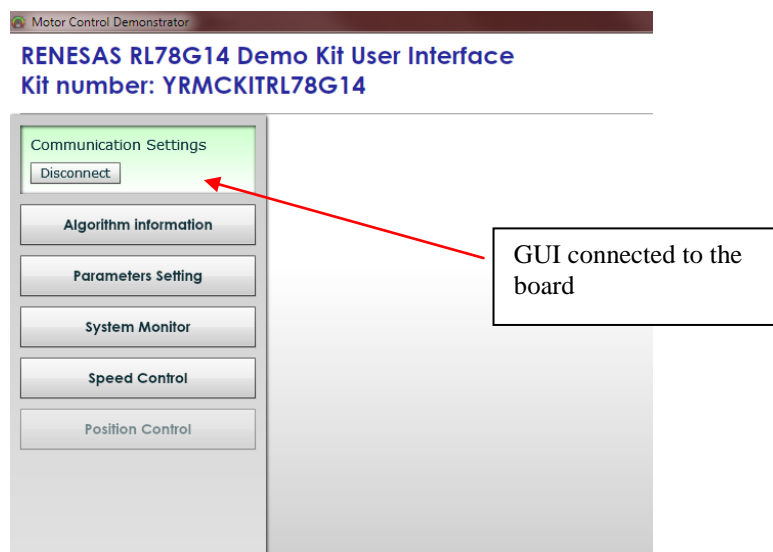 Motor Control Demonstrator
RENESAS RL78G14 Demo Kit User Interface
Kit number: YRMCKITRL78G14
Communication Settings
Disconnect
Algorithm information
Parameters Setting
System Monitor
Speed Control
Position Control
GUI connected to the
board